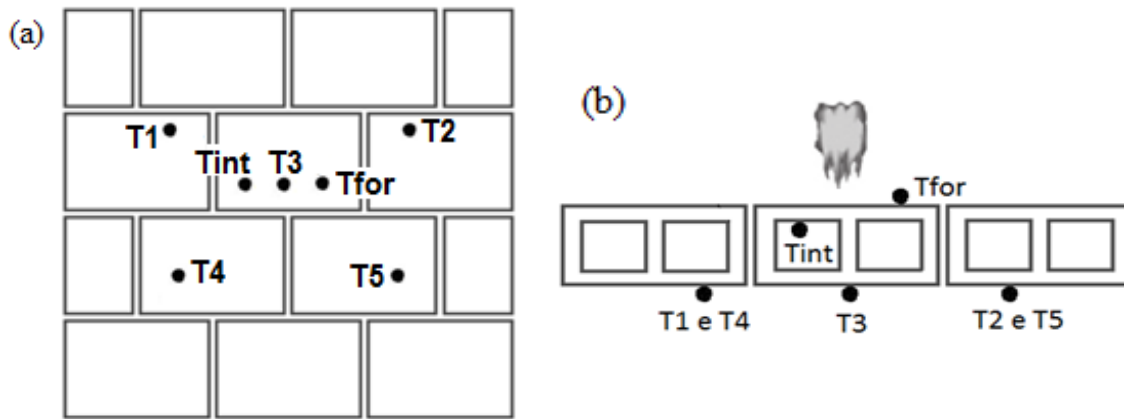 (a)
T1
T2
Tint
T3
Tfor
T4
T5
(b)
Tfor
Tint
T1 e T4
T3
T2 e T5